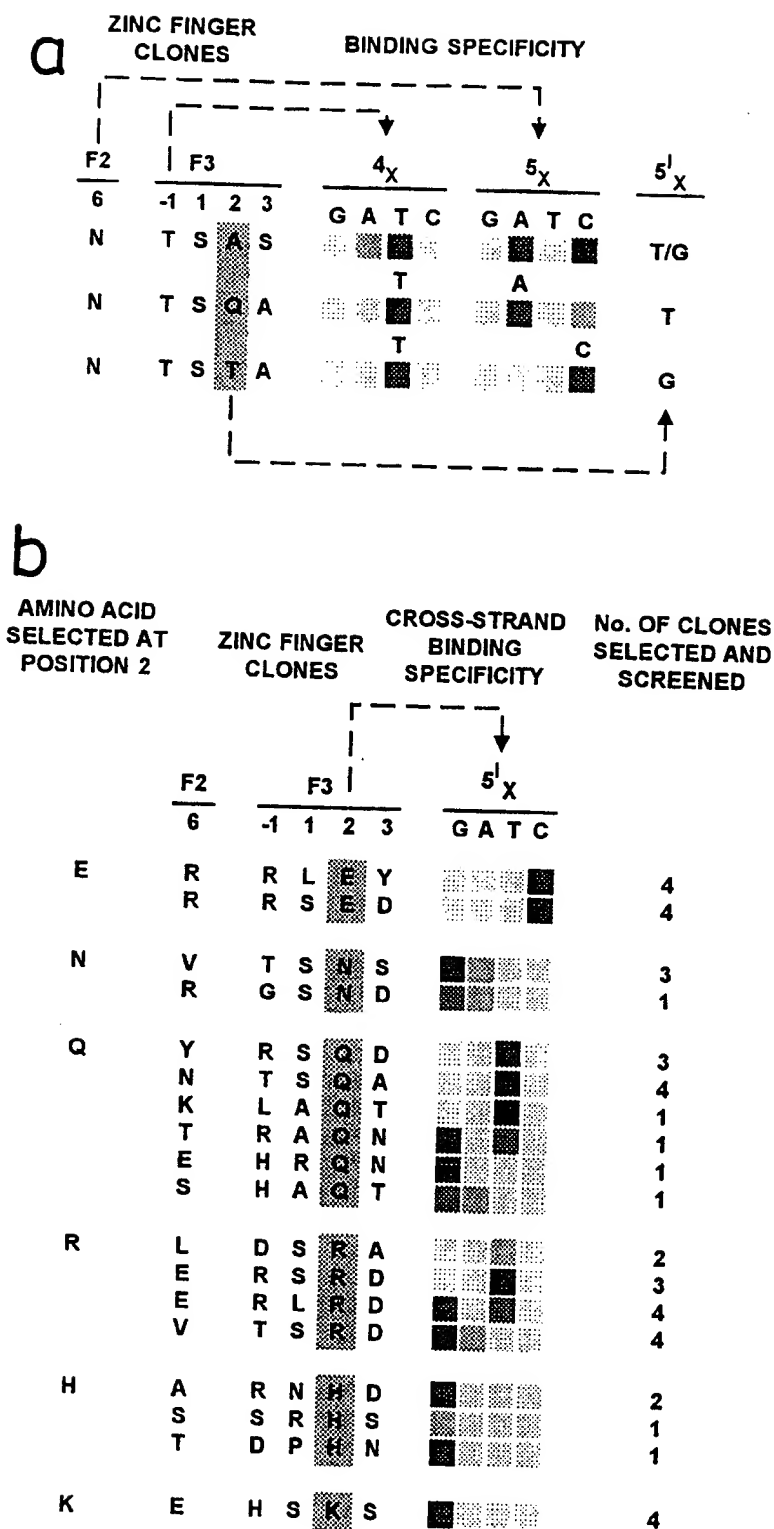 a
ZINC FINGER CLONES BINDING SPECIFICITY
F2 F3 4X 5X 5'X
6 -1 1 2 3 G A T C G A T C
N T S A S T/G
T A
N T S Q A T
T C
N T S T A G
b
AMINO ACID SELECTED AT POSITION 2
ZINC FINGER CLONES
CROSS-STRAND BINDING SPECIFICITY
No. OF CLONES SELECTED AND SCREENED
F2 F3 5'X
6 -1 1 2 3 G A T C
E R R L E Y 4
R R S E D 4
N V T S N S 3
R G S N D 1
Q Y R S Q D 3
N T S Q A 4
K L A Q T 1
T R A Q N 1
E H R Q N 1
S H A Q T 1
R L D S R A 2
E R S R D 3
E R L R D 4
V T S R D 4
H A R N H D 2
S S R H S 1
T D P H N 1
K E H S K S 4